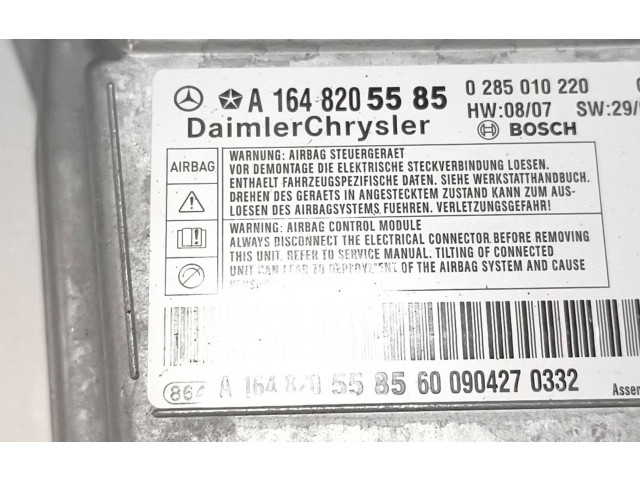 A 164 820 55 85 0 285 010 220
HW:08/07 SW:29/
DaimlerChrysler BOSCH
AIRBAG
WARNUNG: AIRBAG STEUERGERAET
VOR DEMONTAGE DIE ELEKTRISCHE STECKVERBINDUNG LOESEN.
ENTHAELT FAHRZEUGSPEZIFISCHE DATEN. SIEHE WERKSTATTHANDBUCH.
DREHEN DES GERAETS IN ANGESTECKTEM ZUSTAND KANN ZUM AUS-
LOESEN DES AIRBAGSYSTEMS FUEHREN. VERLETZUNGSGEFAHR!
WARNUNG: AIRBAG CONTROL MODULE
ALWAYS DISCONNECT THE ELECTRICAL CONNECTOR BEFORE REMOVING
THIS UNIT. REFER TO SERVICE MANUAL. TILTING OF CONNECTED
UNIT CAN LEAD TO DEPLOYMENT OF THE AIRBAG SYSTEM AND CAUSE
864 A 164 820 55 85 60 090427 0332
Assem